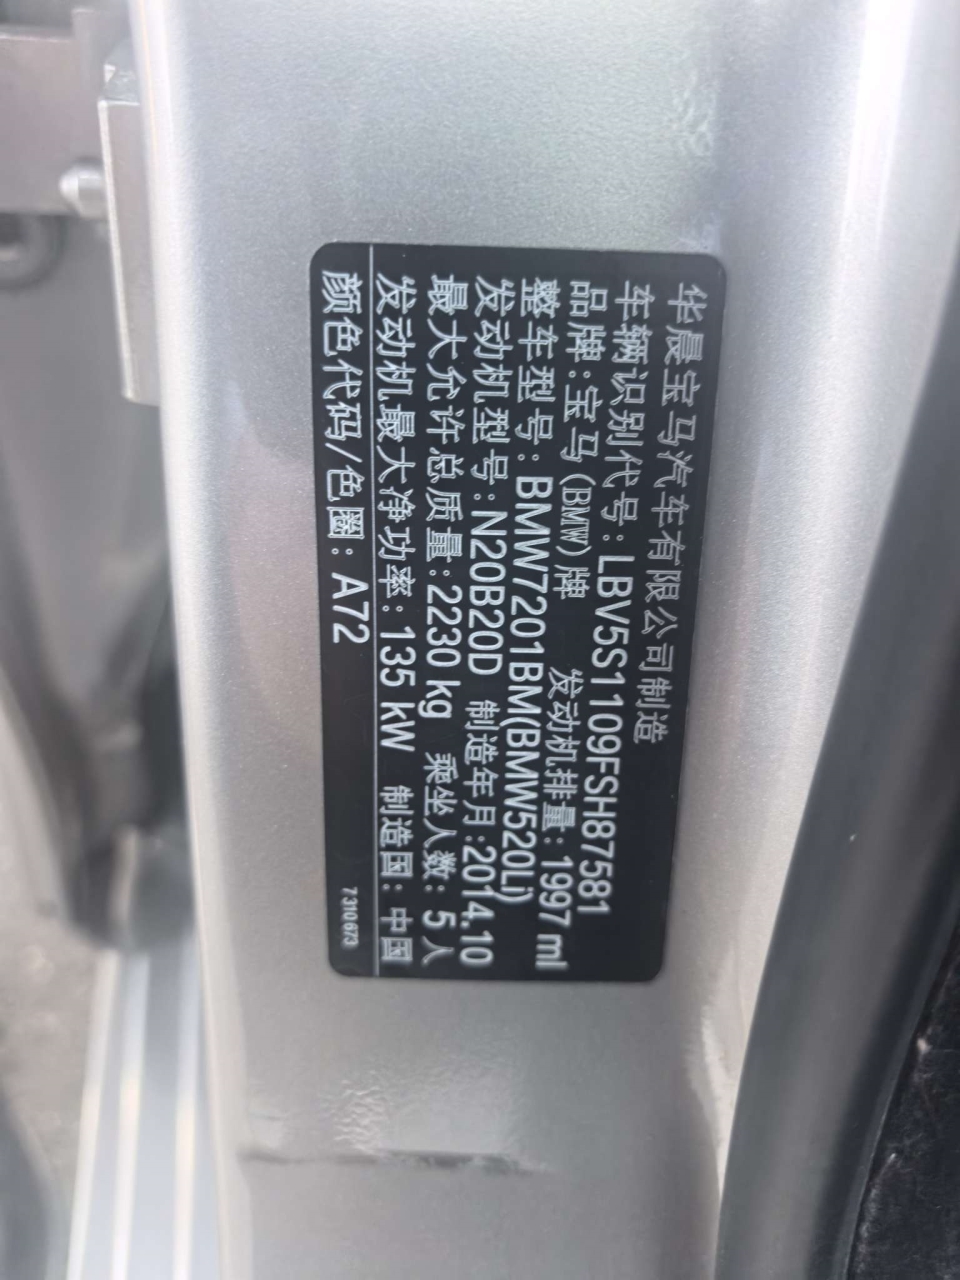 华晨宝马汽车有限公司制造
车辆识别代号:LBV5S1109FSH87581
品牌:宝马(BMW)牌 发动机排量:1997 ml
整车型号:BMW7201BM(BMW520Li)
发动机型号:N20B20D 制造年月:2014.10
最大允许总质量:2230 kg 乘坐人数:5人
发动机最大净功率:135 kW 制造国:中国
颜色代码/色圈:A72 7310673